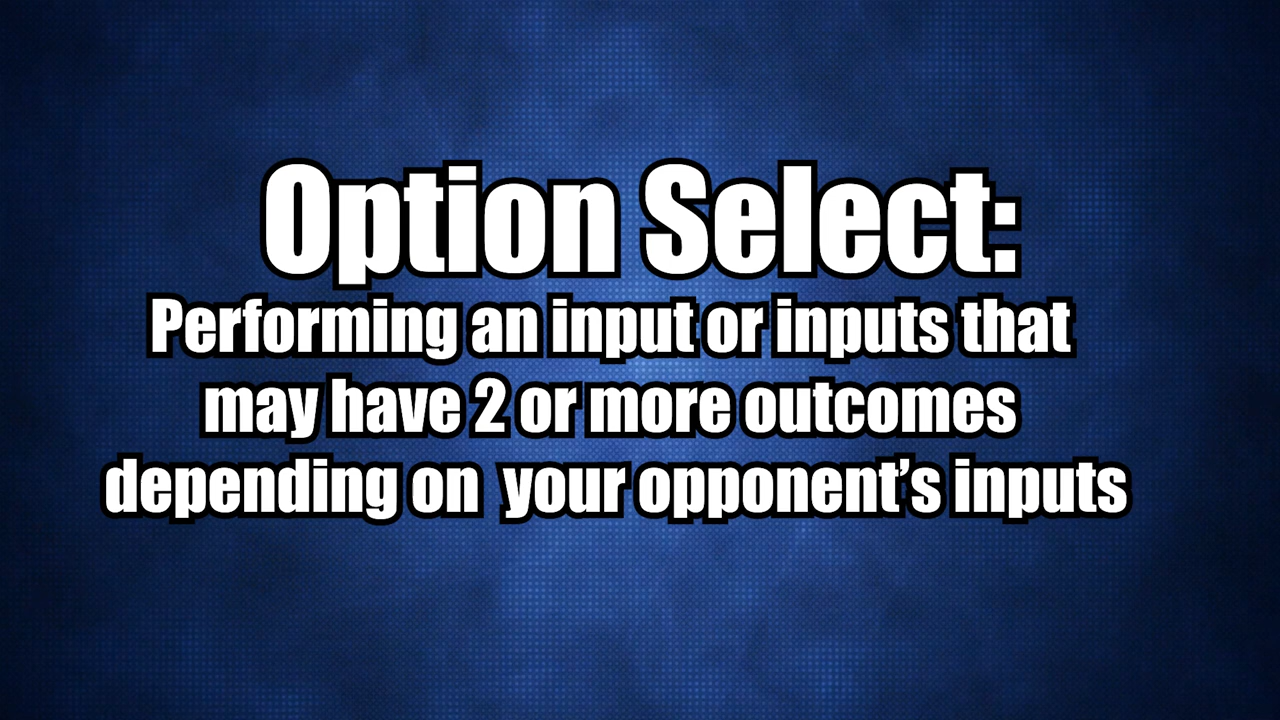 Option Select:
Performing an input or inputs that
may have 2 or more outcomes
depending on  your opponent’s inputs